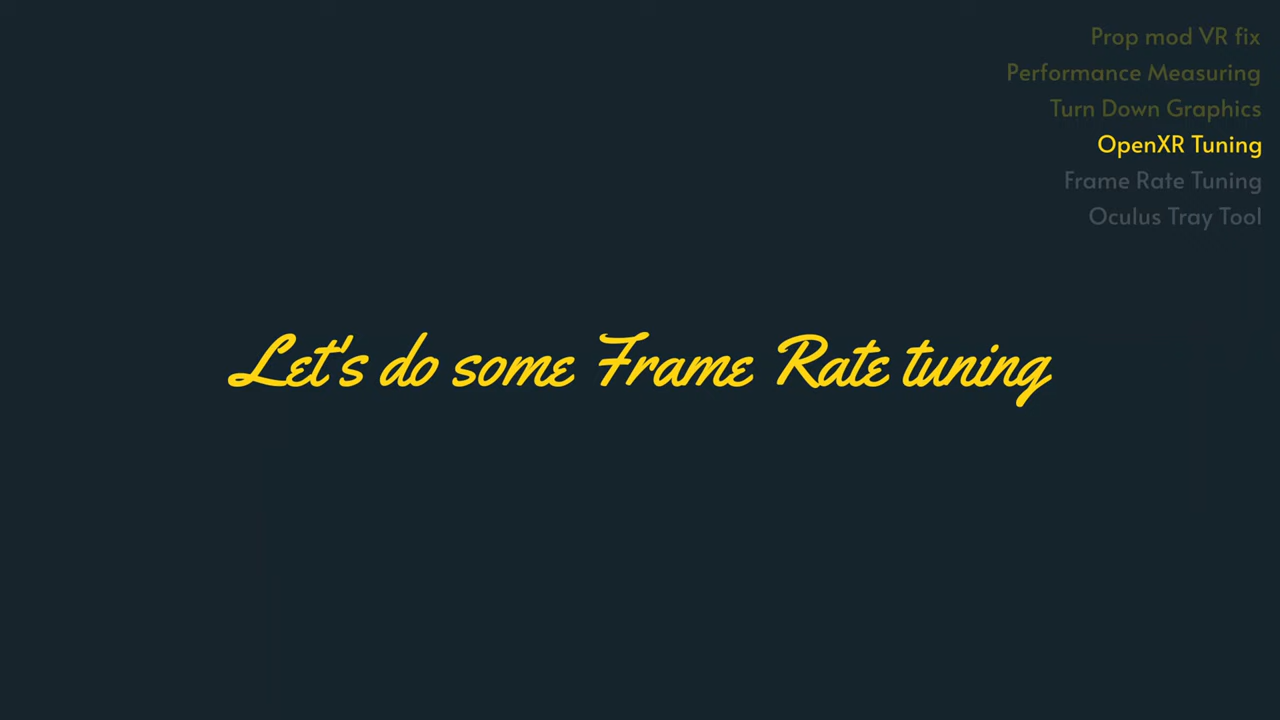 Prop mod VR fix
Performance Measuring
Turn Down Graphics
OpenXR Tuning
Frame Rate Tuning
Oculus Tray Tool
Let's do some Frame Rate tuning